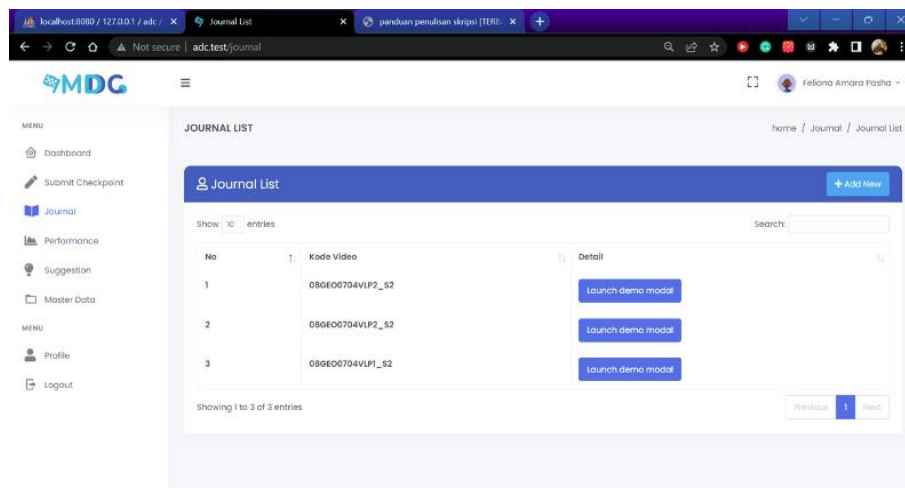 localhost:8080 / 127.0.0.1 / adc /
Journal List
panduan penulisan skripsi [TERB
Not secure
adc.test/journal
MDG
Feliana Amara Pasha
MENU
Dashboard
Submit Checkpoint
Journal
Performance
Suggestion
Master Data
MENU
Profile
Logout
JOURNAL LIST
home / Journal / Journal List
Journal List
+ Add New
Show 10 entries
Search:
No Kode Video Detail
1 08GEO0704VLP2_S2 Launch demo modal
2 08GEO0704VLP2_S2 Launch demo modal
3 08GEO0704VLP1_S2 Launch demo modal
Showing 1 to 3 of 3 entries
Previous 1 Next